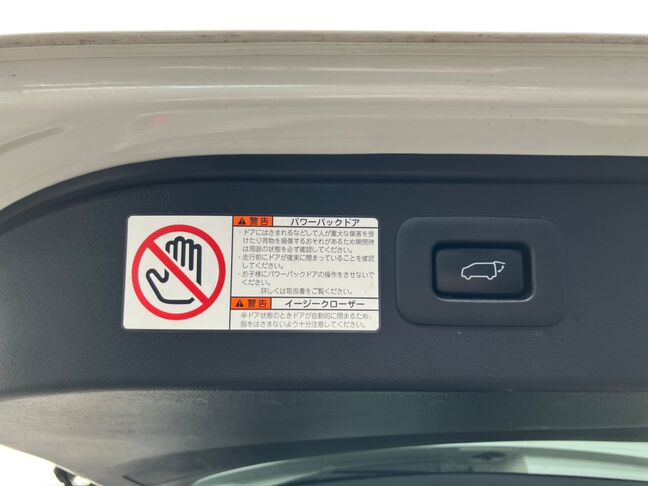 警告 パワーバックドア
・ドアにはさまれるなどして人が重大な傷害を受
けたり荷物を損傷するおそれがあるため開閉時
は周囲の状態を必ず確認してください。
・走行前にドアが確実に閉まっていることを確認
してください。
・お子様にパワーバックドアの操作をさせないで
ください。
詳しくは取扱書をご覧ください。
警告 イージークローザー
半ドア状態のときドアが自動的に閉まるため、
指をはさまないよう十分注意してください。